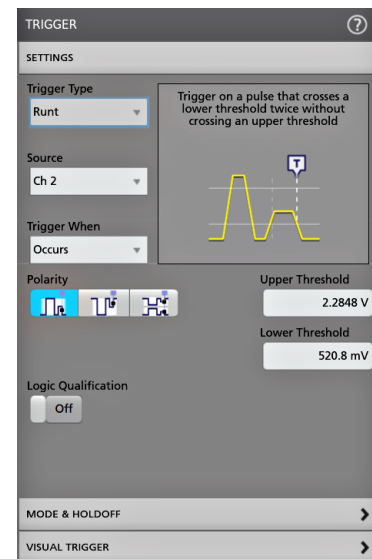 TRIGGER
?
SETTINGS
Trigger Type
Runt
Trigger on a pulse that crosses a
lower threshold twice without
crossing an upper threshold
T
Source
Ch 2
Trigger When
Occurs
Polarity
Upper Threshold
2.2848 V
Lower Threshold
520.8 mV
Logic Qualification
Off
MODE & HOLDOFF
VISUAL TRIGGER